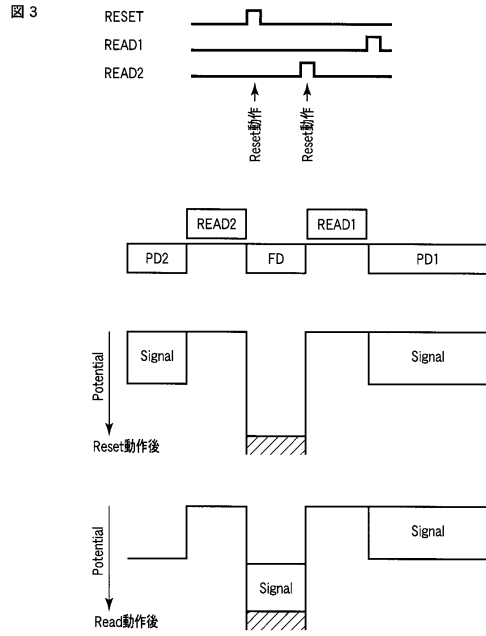 図 3
RESET
READ1
READ2
Reset動作
Reset動作
READ2
READ1
PD2
FD
PD1
Potential
Signal
Signal
Reset動作後
Potential
Signal
Signal
Read動作後